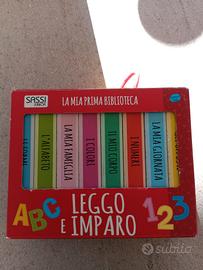 SASSI
JUNIOR
LA MIA PRIMA BIBLIOTECA
L'ALFABETO
LA MIA FAMIGLIA
I COLORI
IL MIO CORPO
I NUMERI
LA MIA GIORNATA
ABC
LEGGO
E IMPARO
123
subito